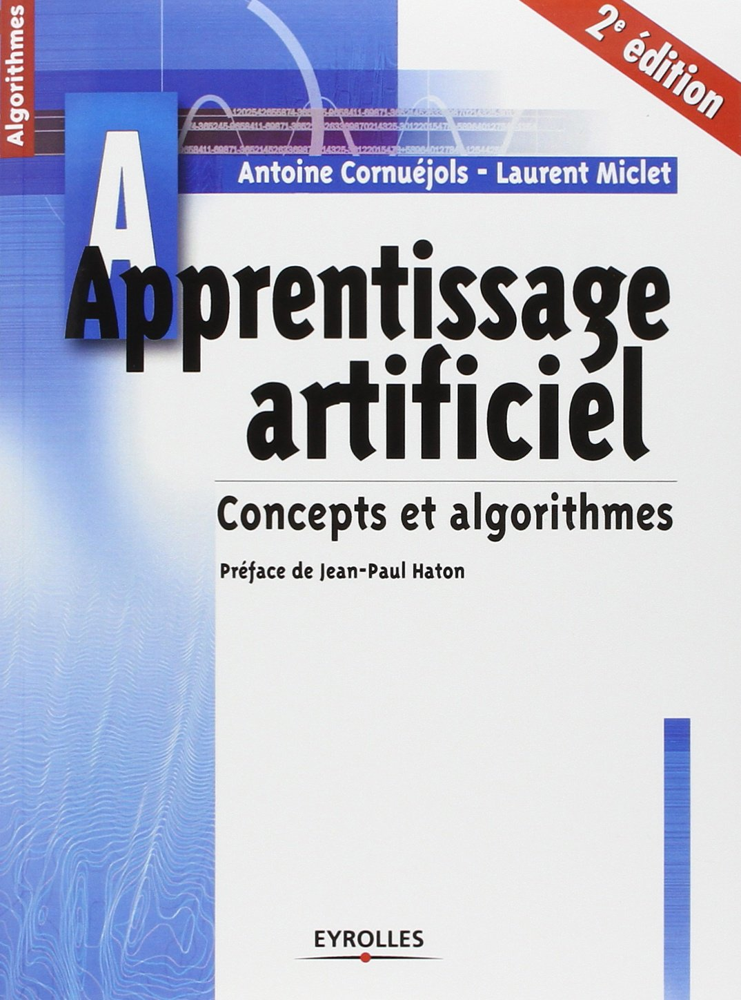 Algorithmes
2e édition
Antoine Cornuéjols - Laurent Miclet
A
Apprentissage
artificiel
Concepts et algorithmes
Préface de Jean-Paul Haton
EYROLLES